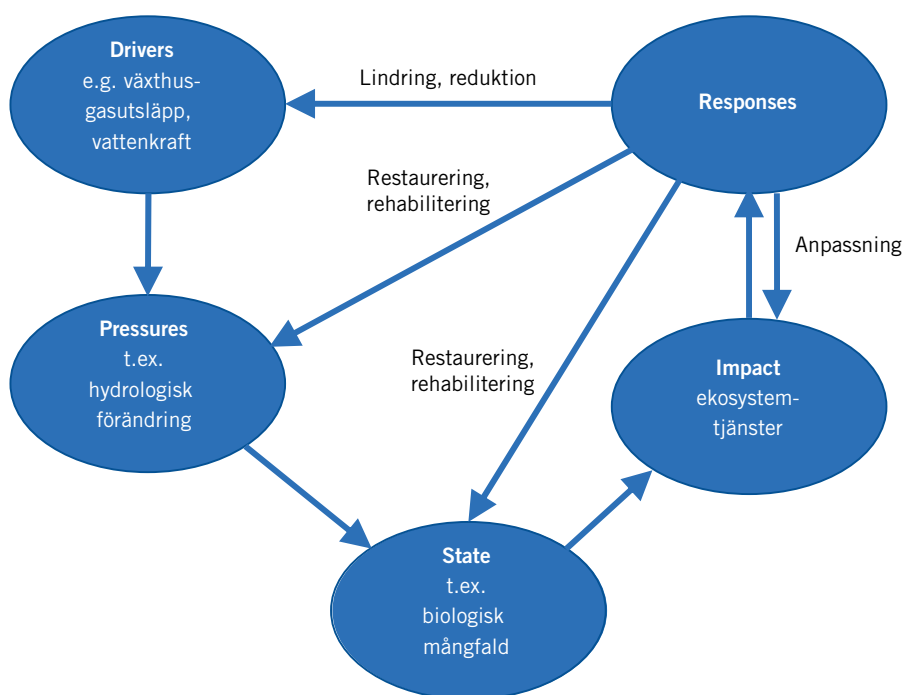 Drivers
e.g. växthus-
gasutsläpp,
vattenkraft
Lindring, reduktion
Responses
Restaurering,
rehabilitering
Anpassning
Pressures
t.ex.
hydrologisk
förändring
Restaurering,
rehabilitering
Impact
ekosystem-
tjänster
State
t.ex.
biologisk
mångfald